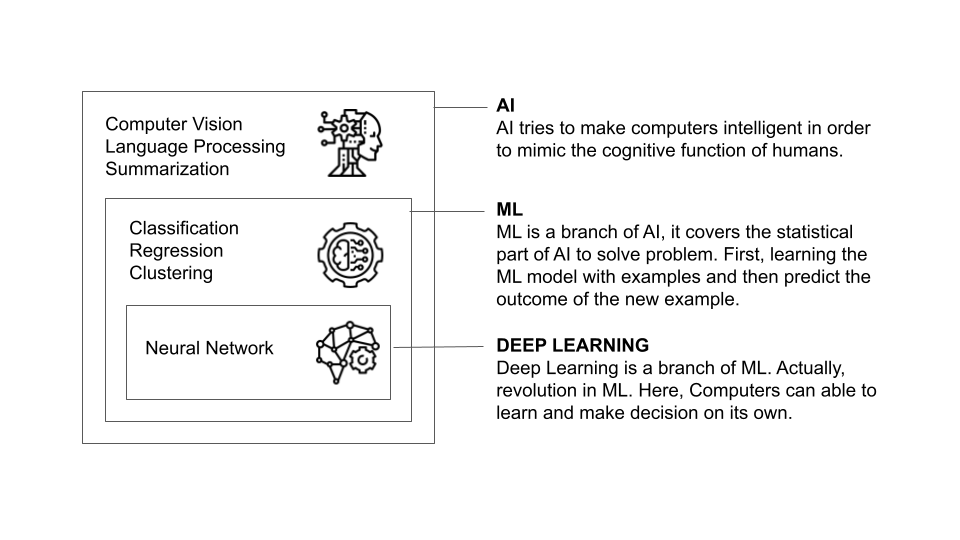 Computer Vision
Language Processing
Summarization
AI
AI tries to make computers intelligent in order
to mimic the cognitive function of humans.
Classification
Regression
Clustering
ML
ML is a branch of AI, it covers the statistical
part of AI to solve problem. First, learning the
ML model with examples and then predict the
outcome of the new example.
Neural Network
DEEP LEARNING
Deep Learning is a branch of ML. Actually,
revolution in ML. Here, Computers can able to
learn and make decision on its own.